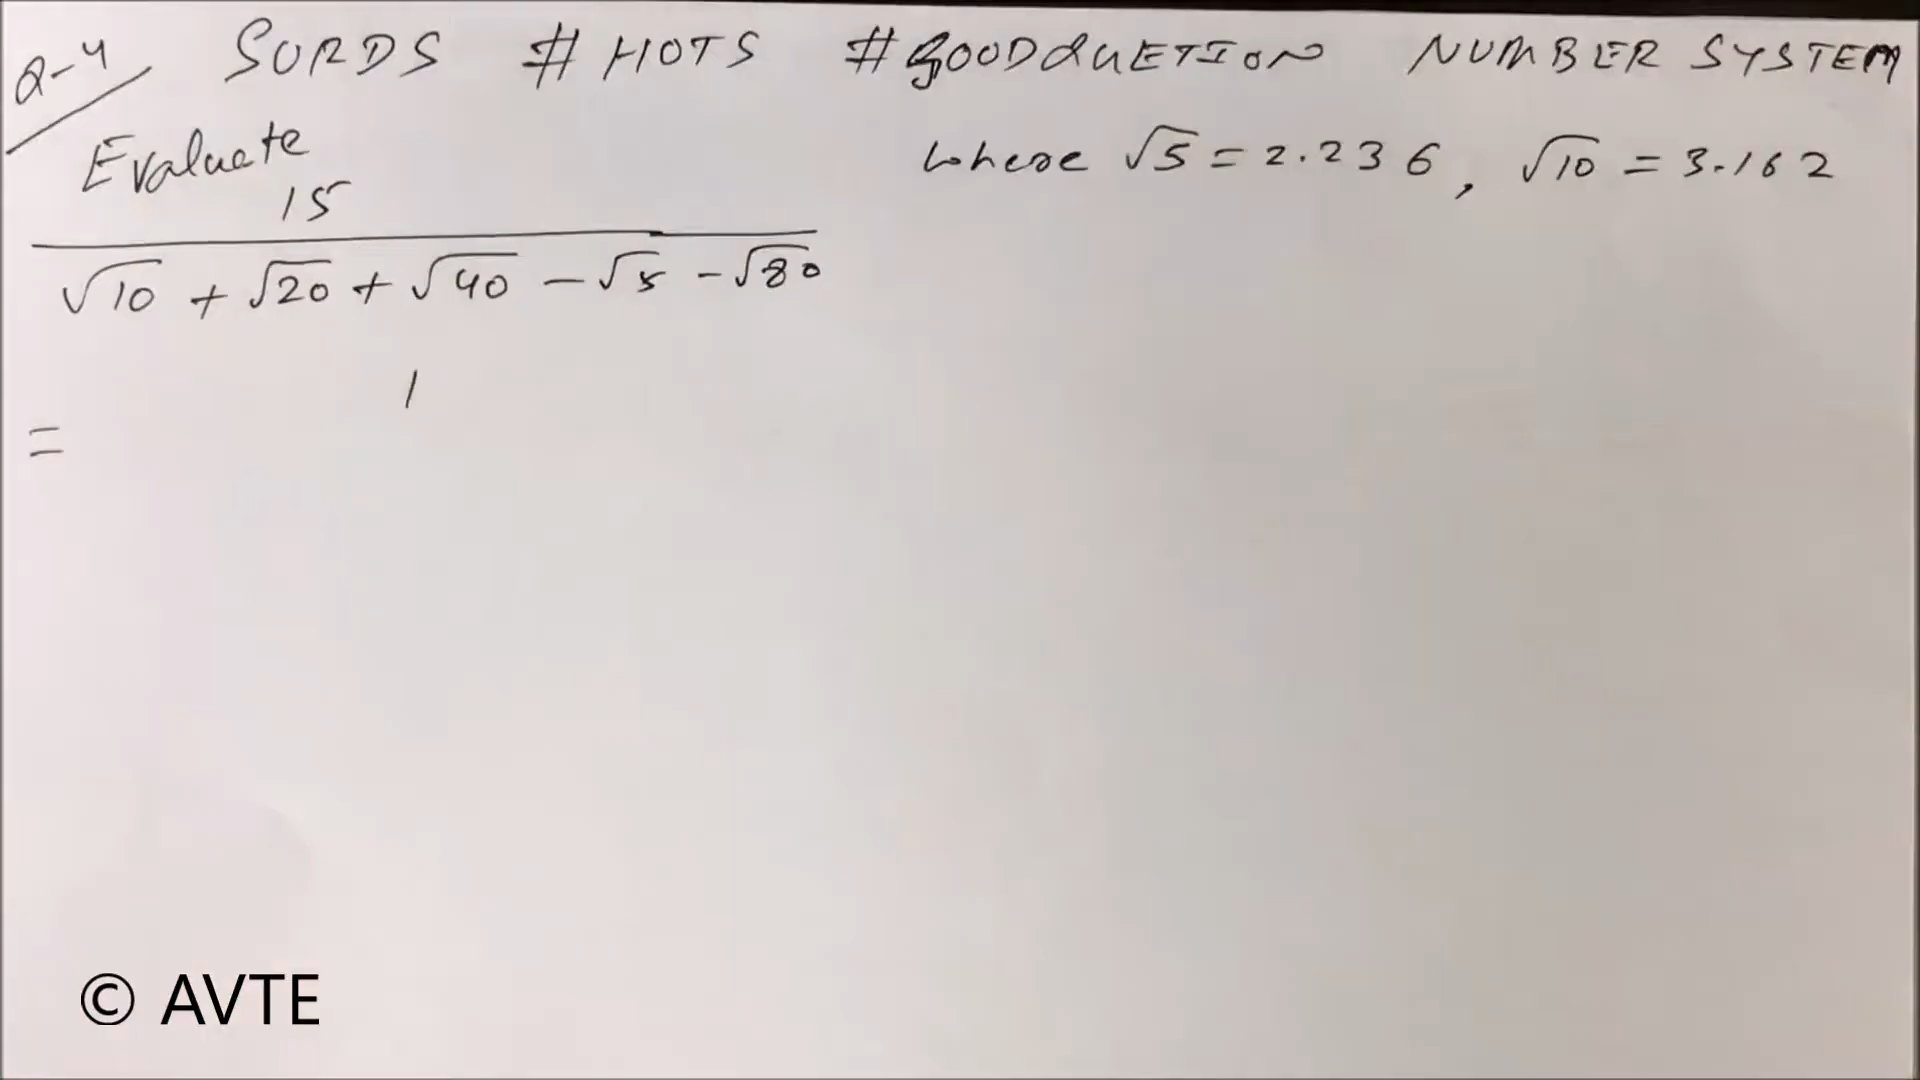 Q-4 SURDS # HOTS # GOODQUETION NUMBER SYSTEM
Evaluate where √5 = 2.236, √10 = 3.162
15
√10 + √20 + √40 - √5 - √80
1
=
© AVTE